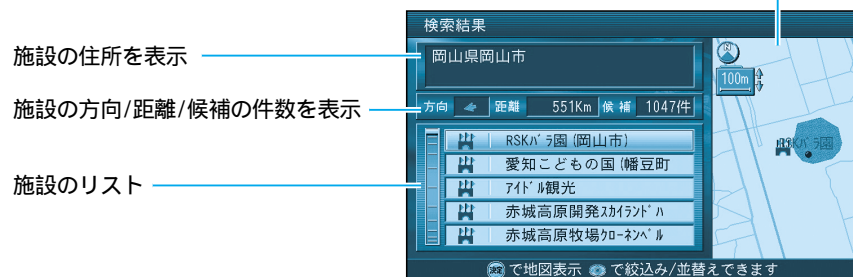 検索結果
施設の住所を表示
岡山県岡山市
N
100m
施設の方向/距離/候補の件数を表示
方向 距離 551Km 候補 1047件
施設のリスト
RSKバラ園(岡山市)
愛知こどもの国(幡豆町
アイドル観光
赤城高原開発スカイランドハ
赤城高原牧場クローネンベル
RSKバラ園
で地図表示 で絞込み/並替えできます